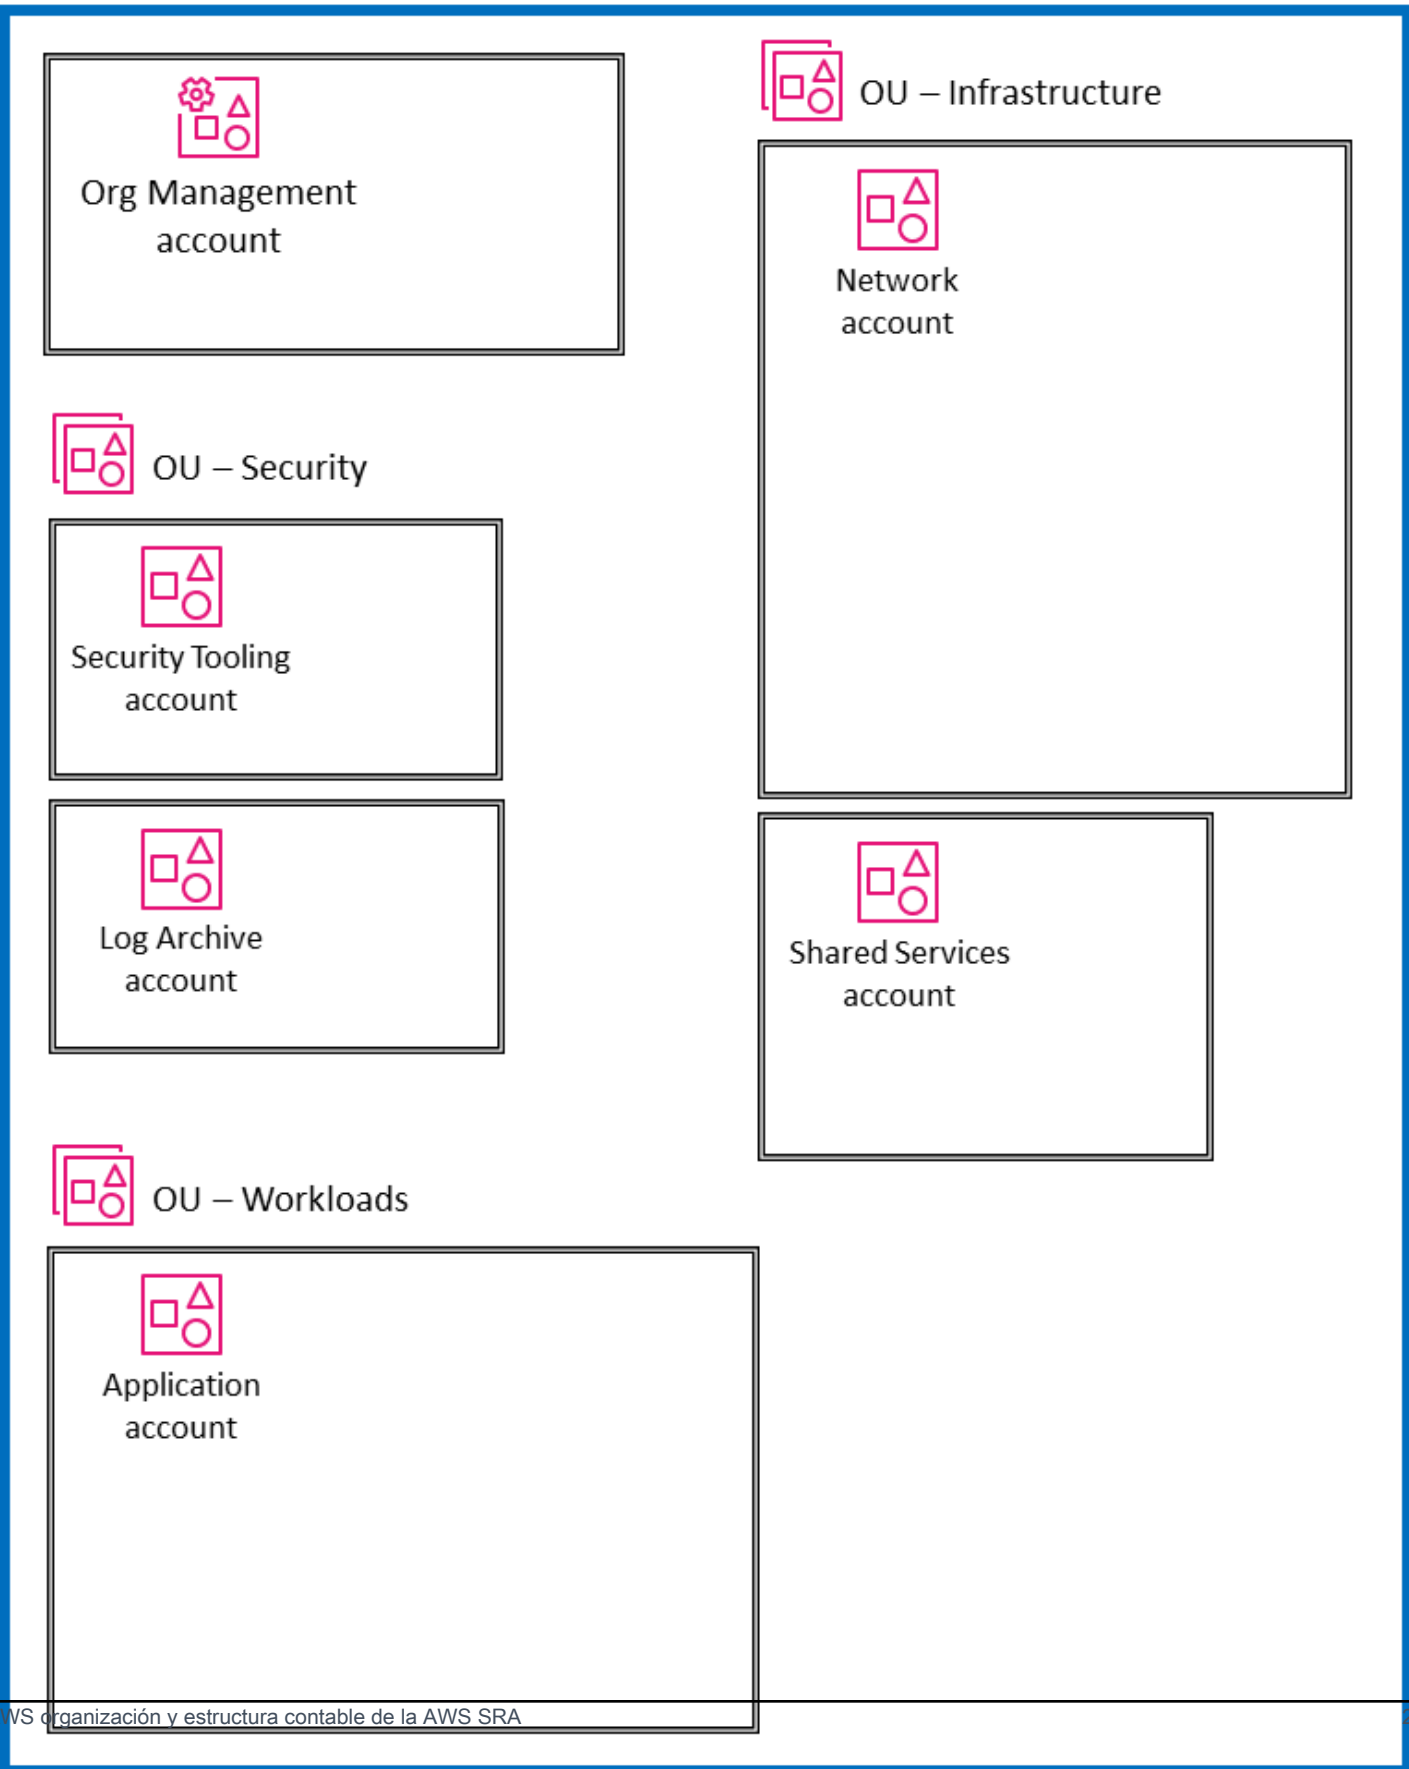 Org Management
account
OU – Security
Security Tooling
account
Log Archive
account
OU – Workloads
Application
account
OU – Infrastructure
Network
account
Shared Services
account
WS organización y estructura contable de la AWS SRA